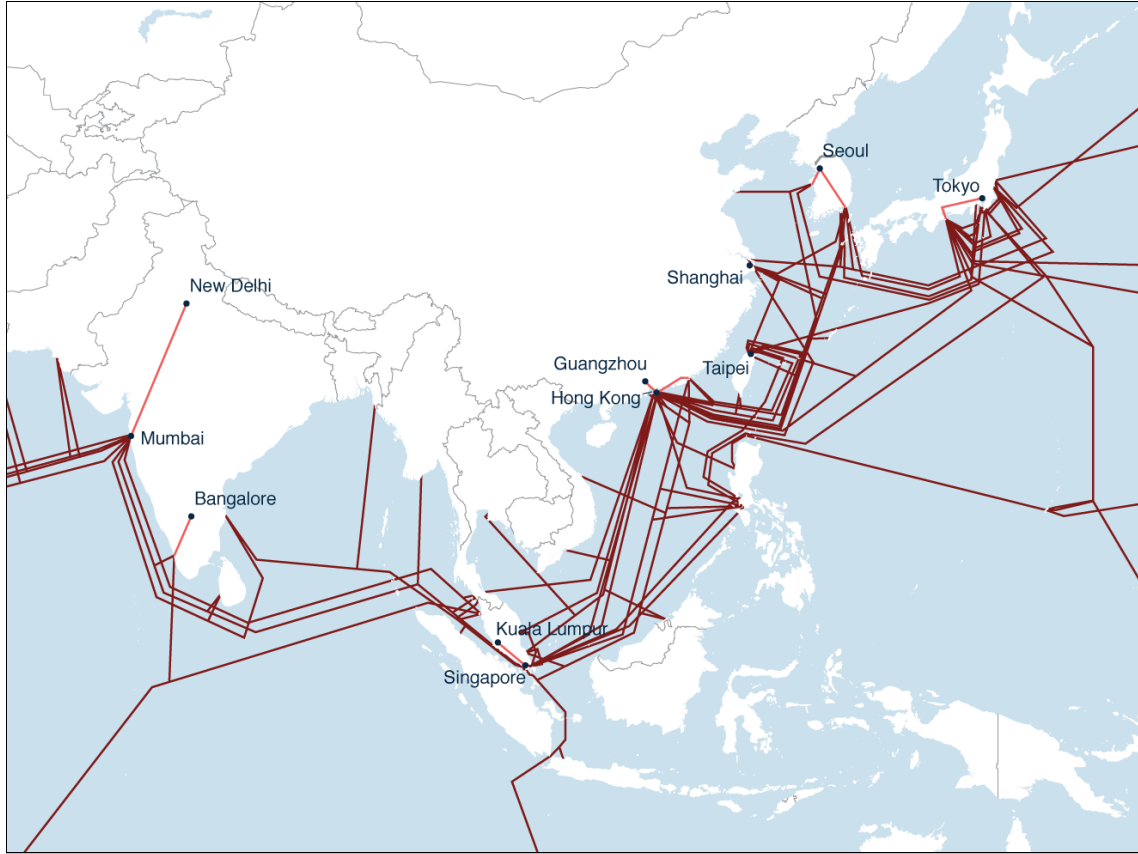 Seoul
Tokyo
Shanghai
New Delhi
Guangzhou
Taipei
Hong Kong
Mumbai
Bangalore
Kuala Lumpur
Singapore